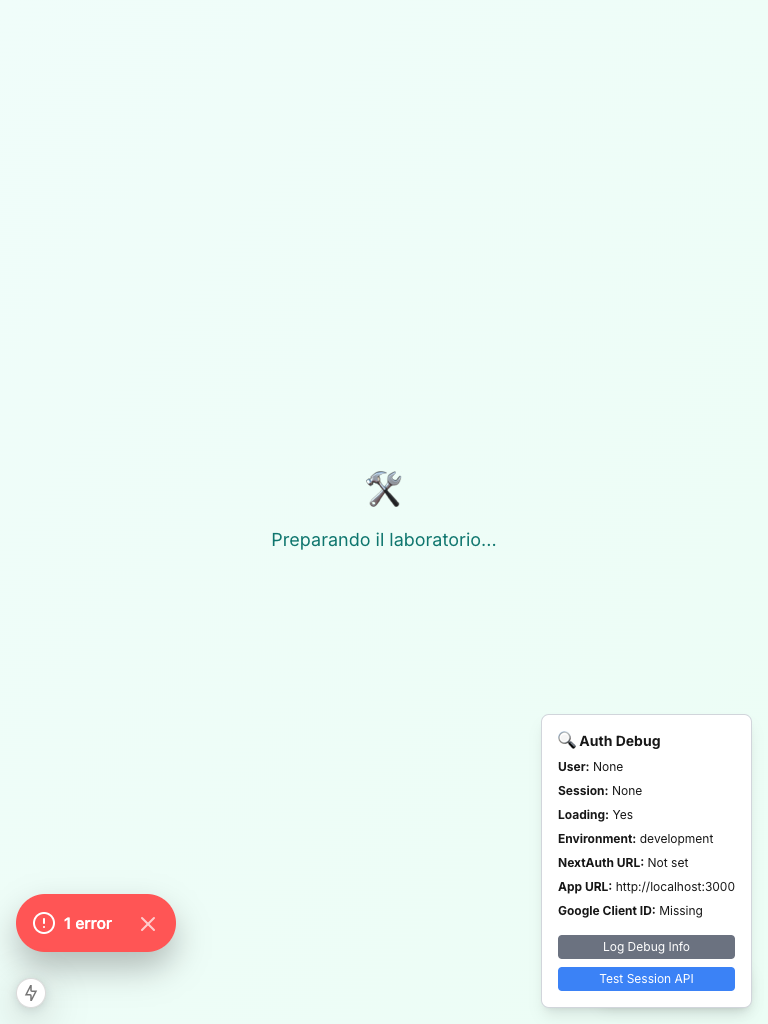 Preparando il laboratorio...
🔍 Auth Debug
User: None
Session: None
Loading: Yes
Environment: development
NextAuth URL: Not set
App URL: http://localhost:3000
Google Client ID: Missing
Log Debug Info
Test Session API
1 error